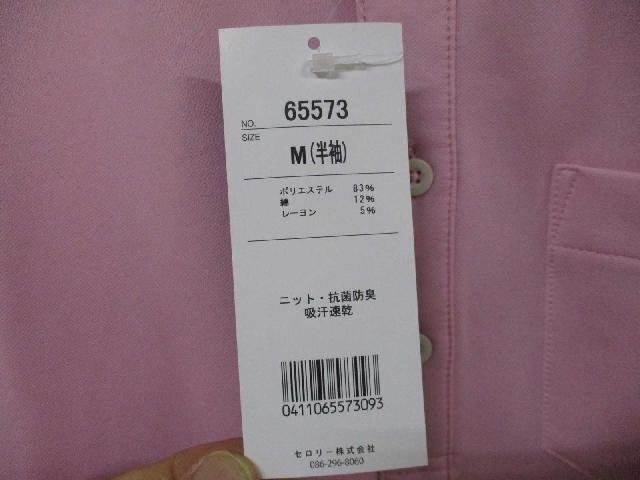 NO. 65573
SIZE
M(半袖)
ポリエステル 83%
綿 12%
レーヨン 5%
ニット・抗菌防臭
吸汗速乾
0411065573093
セロリー株式会社
086-296-8060